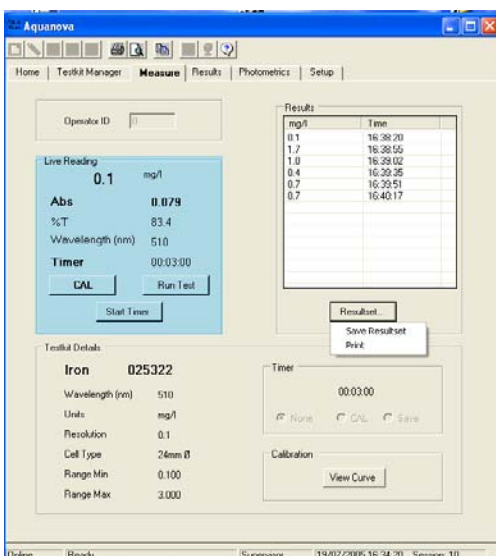 Aquanova
Home Testkit Manager Measure Results Photometrics Setup
Operator ID 0
Live Reading
0.1 mg/l
Abs 0.079
%T 83.4
Wavelength (nm) 510
Timer 00:03:00
CAL Run Test
Start Timer
Results
mg/l Time
0.1 16:38:20
1.7 16:38:55
1.0 16:39:02
0.4 16:39:35
0.7 16:39:51
0.7 16:40:17
Resultset...
Save Resultset
Print
Testkit Details
Iron 025322
Wavelength (nm) 510
Units mg/l
Resolution 0.1
Cell Type 24mm Ø
Range Min 0.100
Range Max 3.000
Timer
00:03:00
None CAL Save
Calibration
View Curve
Online Ready Supervisor 19/07/2005 16:34:20 Session: 10